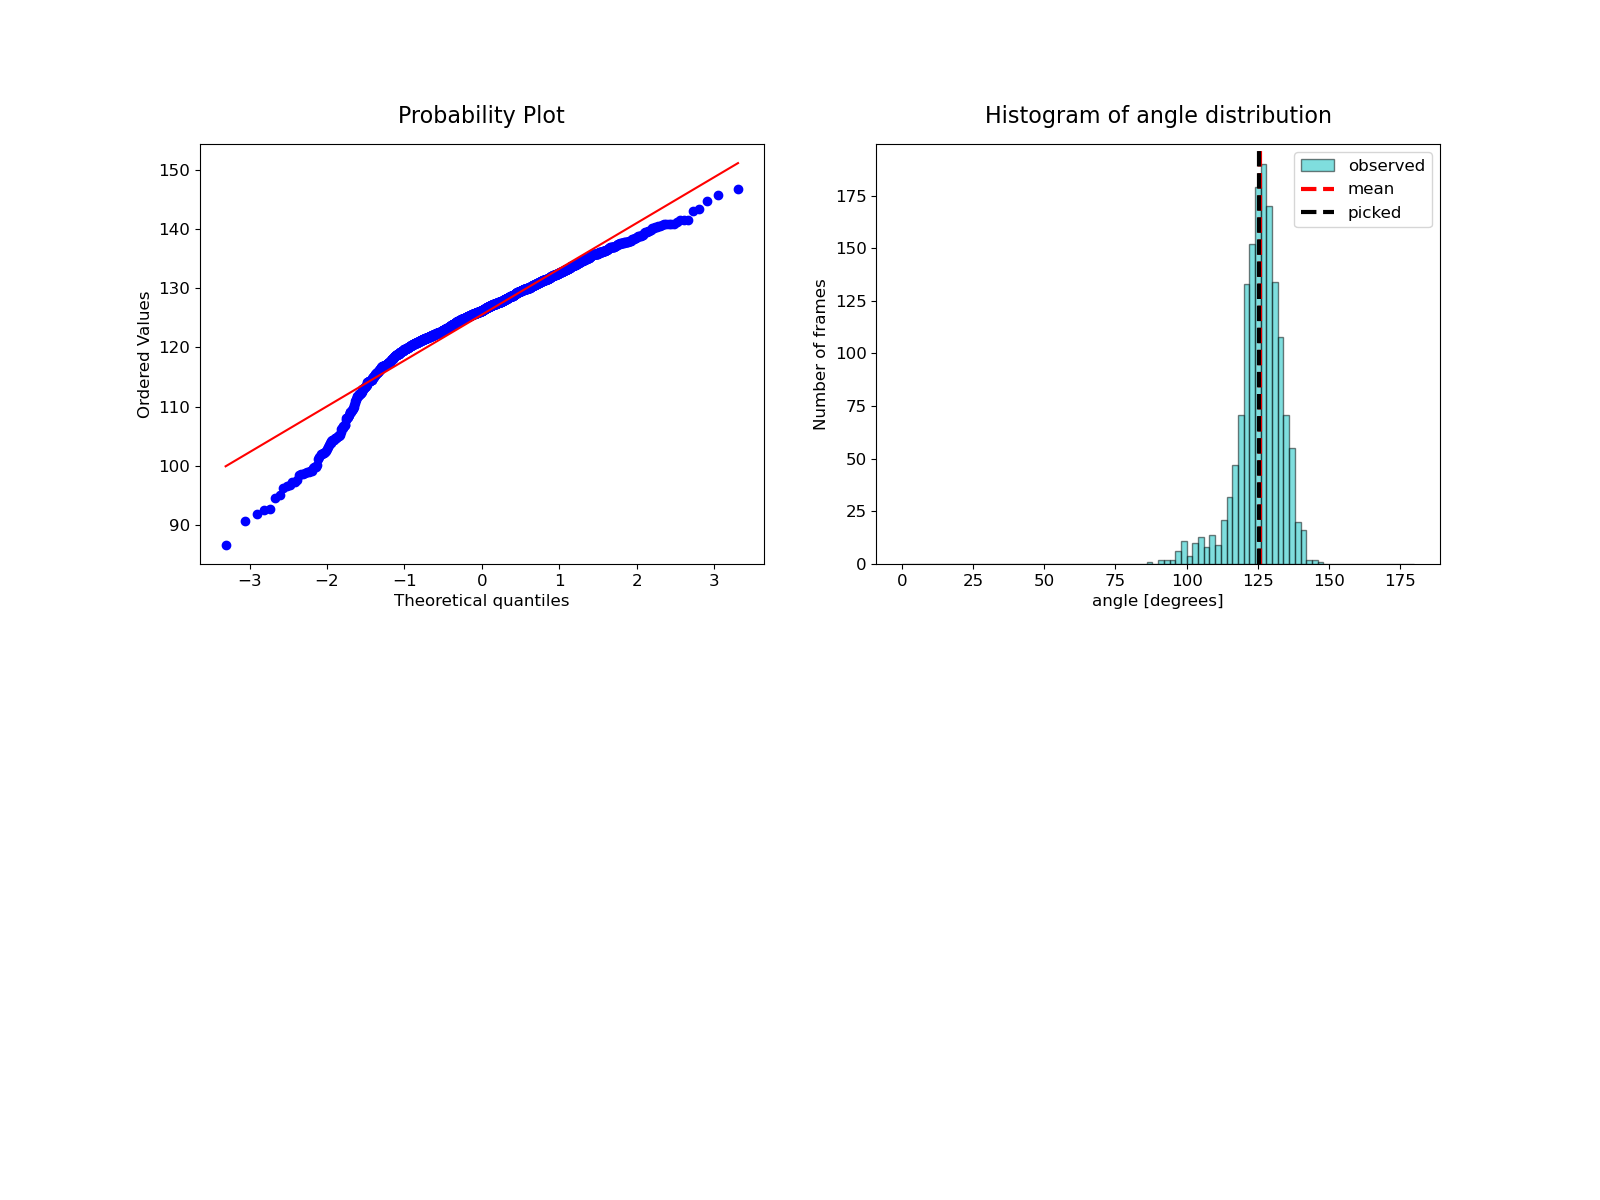 Probability Plot
Ordered Values
150
140
130
120
110
100
90
−3 −2 −1 0 1 2 3
Theoretical quantiles
Histogram of angle distribution
Number of frames
175
150
125
100
75
50
25
0
observed
mean
picked
0 25 50 75 100 125 150 175
angle [degrees]